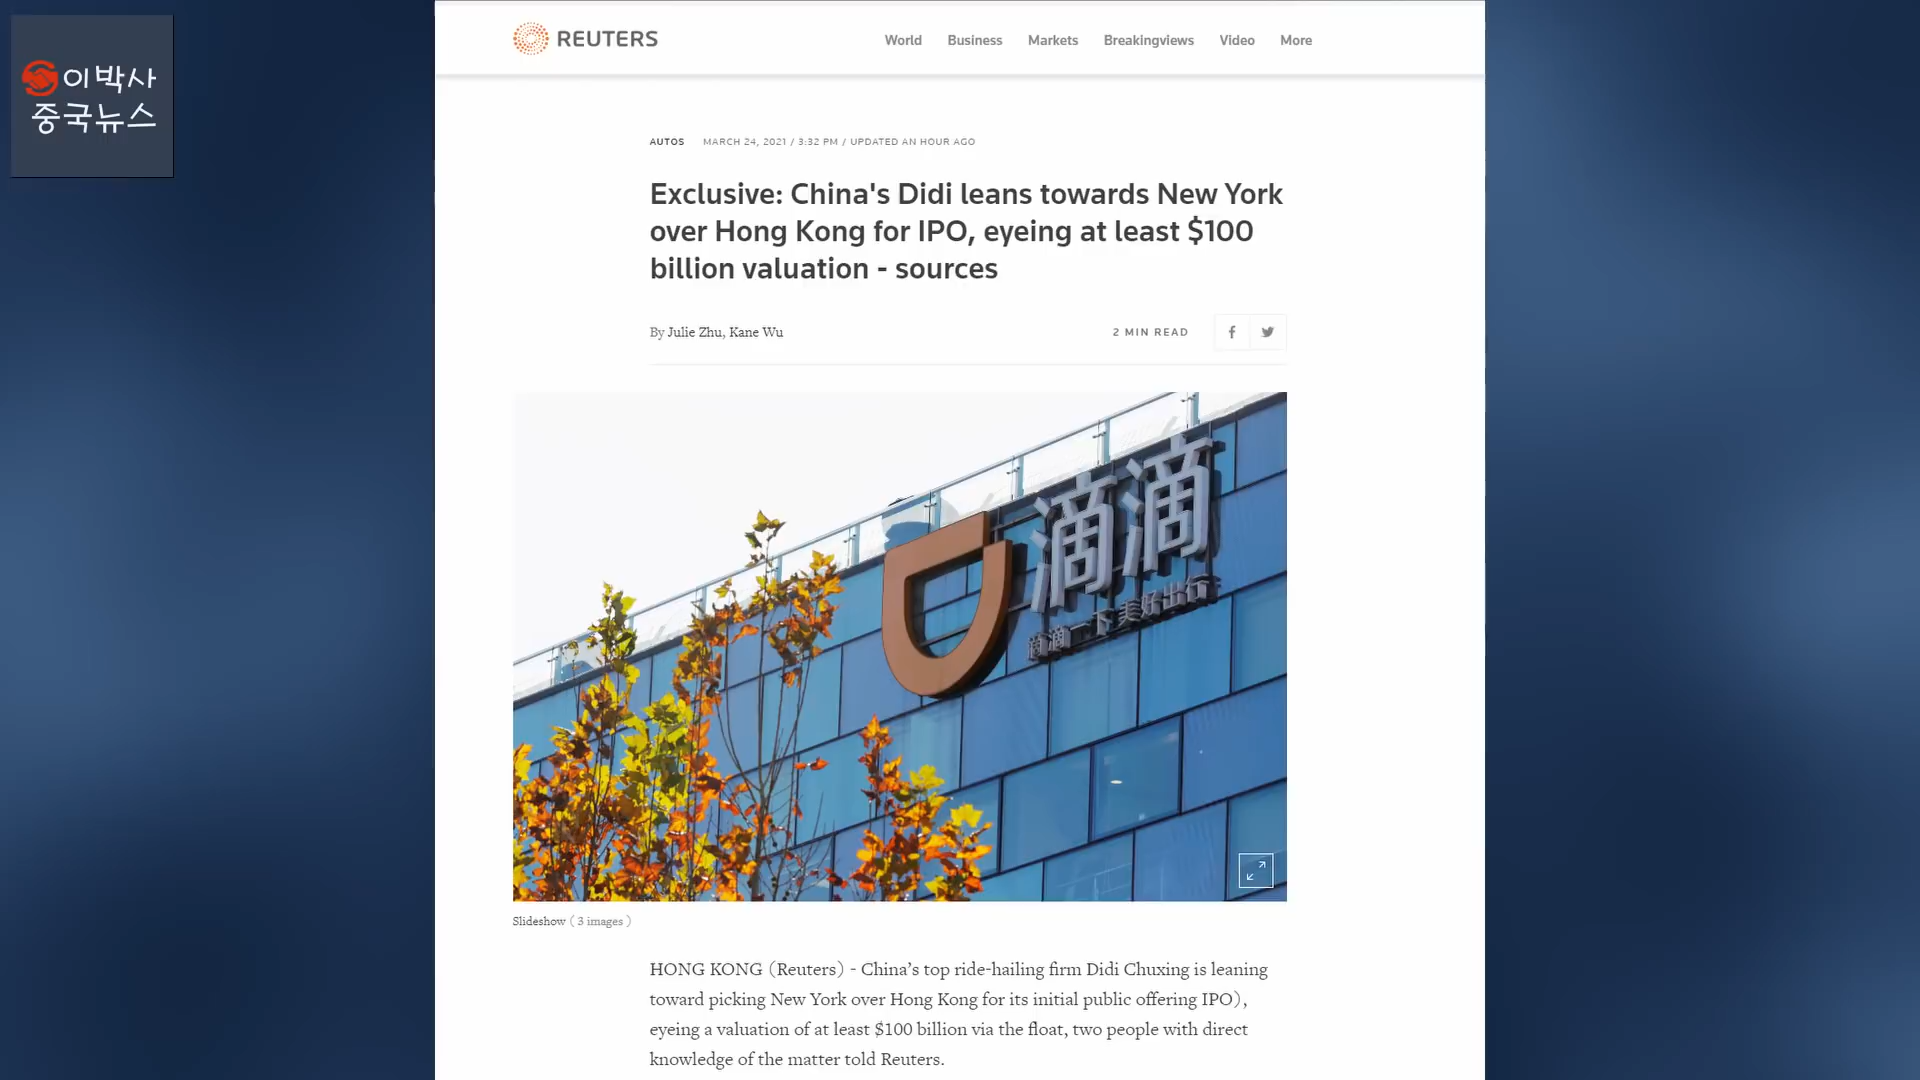 이박사
중국뉴스
REUTERS
World Business Markets Breakingviews Video More
AUTOS MARCH 24, 2021 / 3:32 PM / UPDATED AN HOUR AGO
Exclusive: China's Didi leans towards New York
over Hong Kong for IPO, eyeing at least $100
billion valuation - sources
By Julie Zhu, Kane Wu
2 MIN READ
滴滴
滴滴一下 美好出行
Slideshow ( 3 images )
HONG KONG (Reuters) - China’s top ride-hailing firm Didi Chuxing is leaning
toward picking New York over Hong Kong for its initial public offering IPO),
eyeing a valuation of at least $100 billion via the float, two people with direct
knowledge of the matter told Reuters.